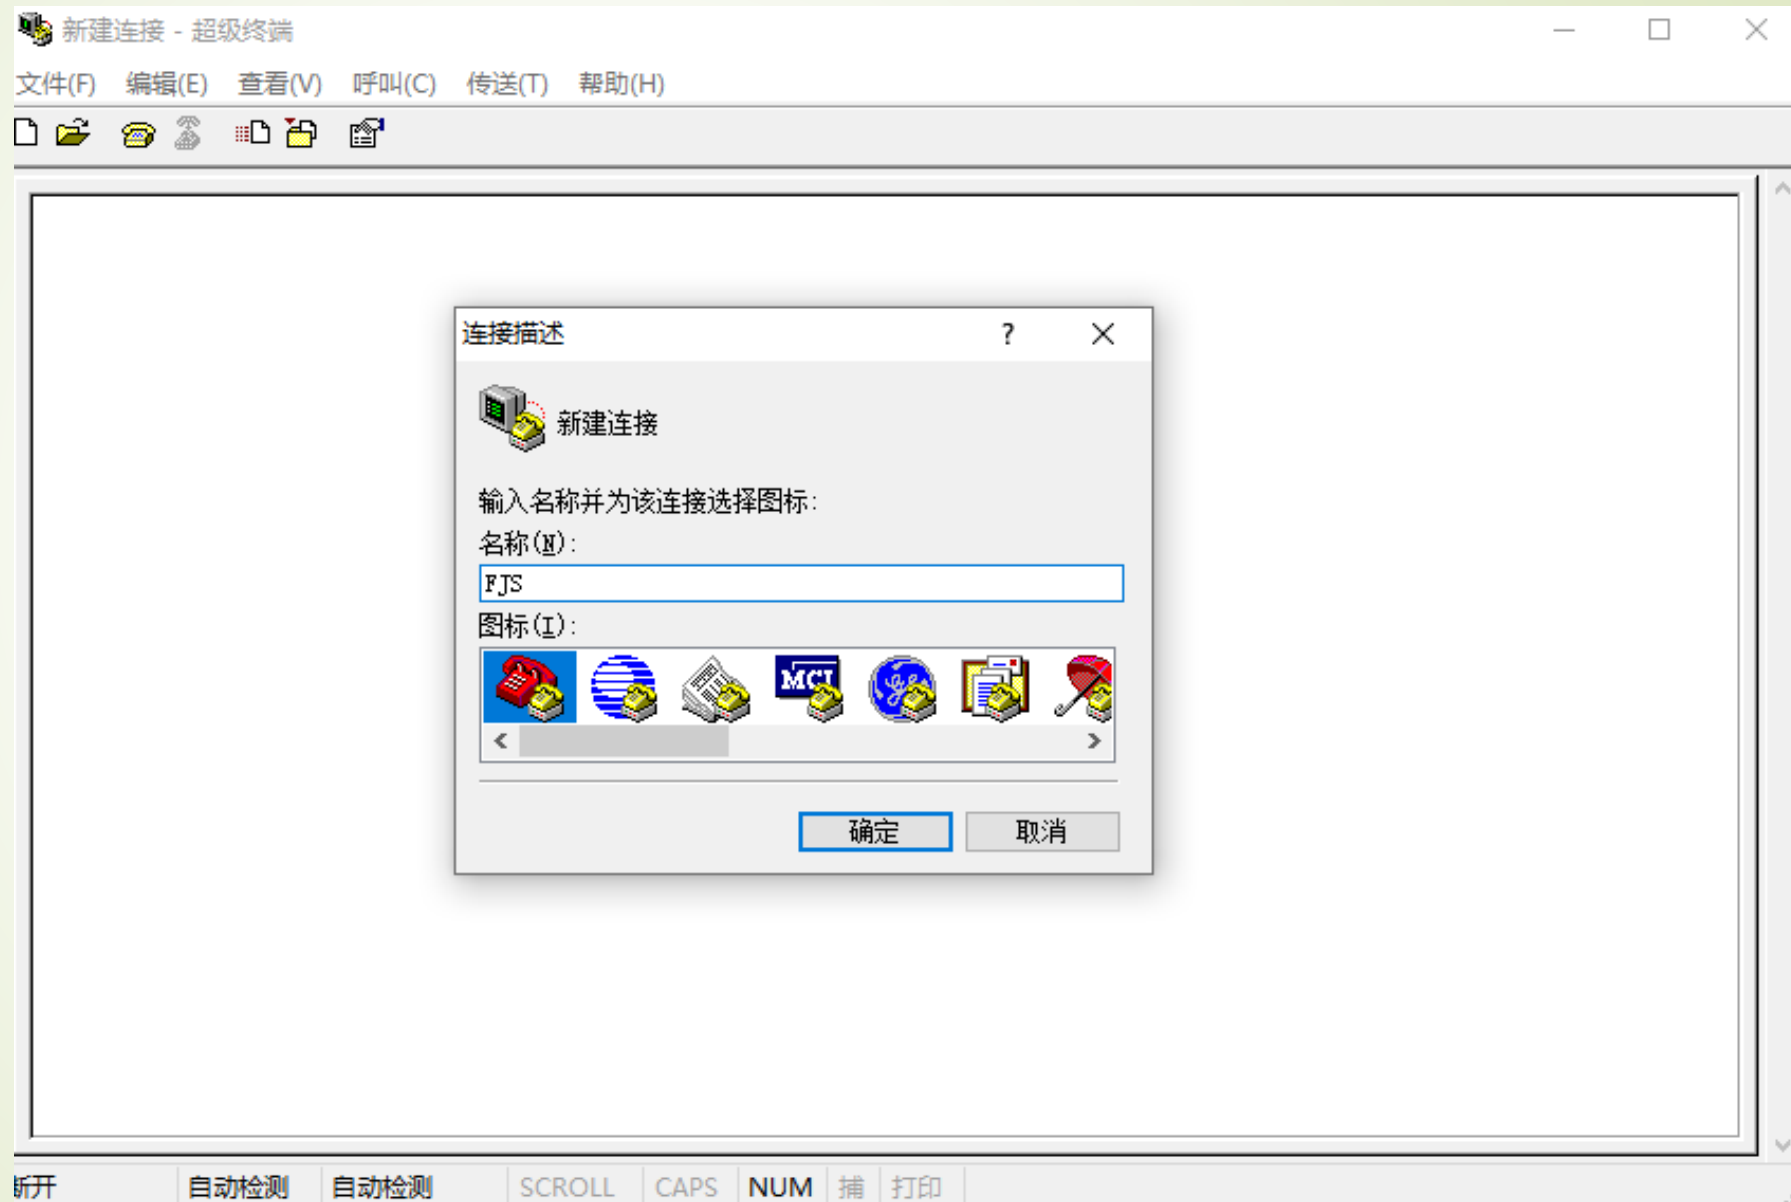 新建连接 - 超级终端
文件(F) 编辑(E) 查看(V) 呼叫(C) 传送(T) 帮助(H)
连接描述
新建连接
输入名称并为该连接选择图标:
名称(N):
FJS
图标(I):
MCI
确定 取消
断开 自动检测 自动检测 SCROLL CAPS NUM 捕 打印